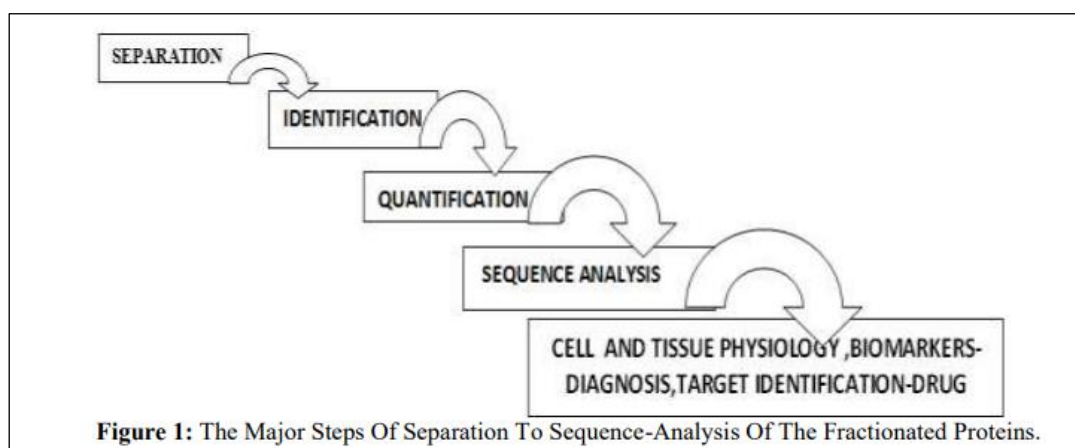 SEPARATION
IDENTIFICATION
QUANTIFICATION
SEQUENCE ANALYSIS
CELL AND TISSUE PHYSIOLOGY ,BIOMARKERS-
DIAGNOSIS,TARGET IDENTIFICATION-DRUG
Figure 1: The Major Steps Of Separation To Sequence-Analysis Of The Fractionated Proteins.